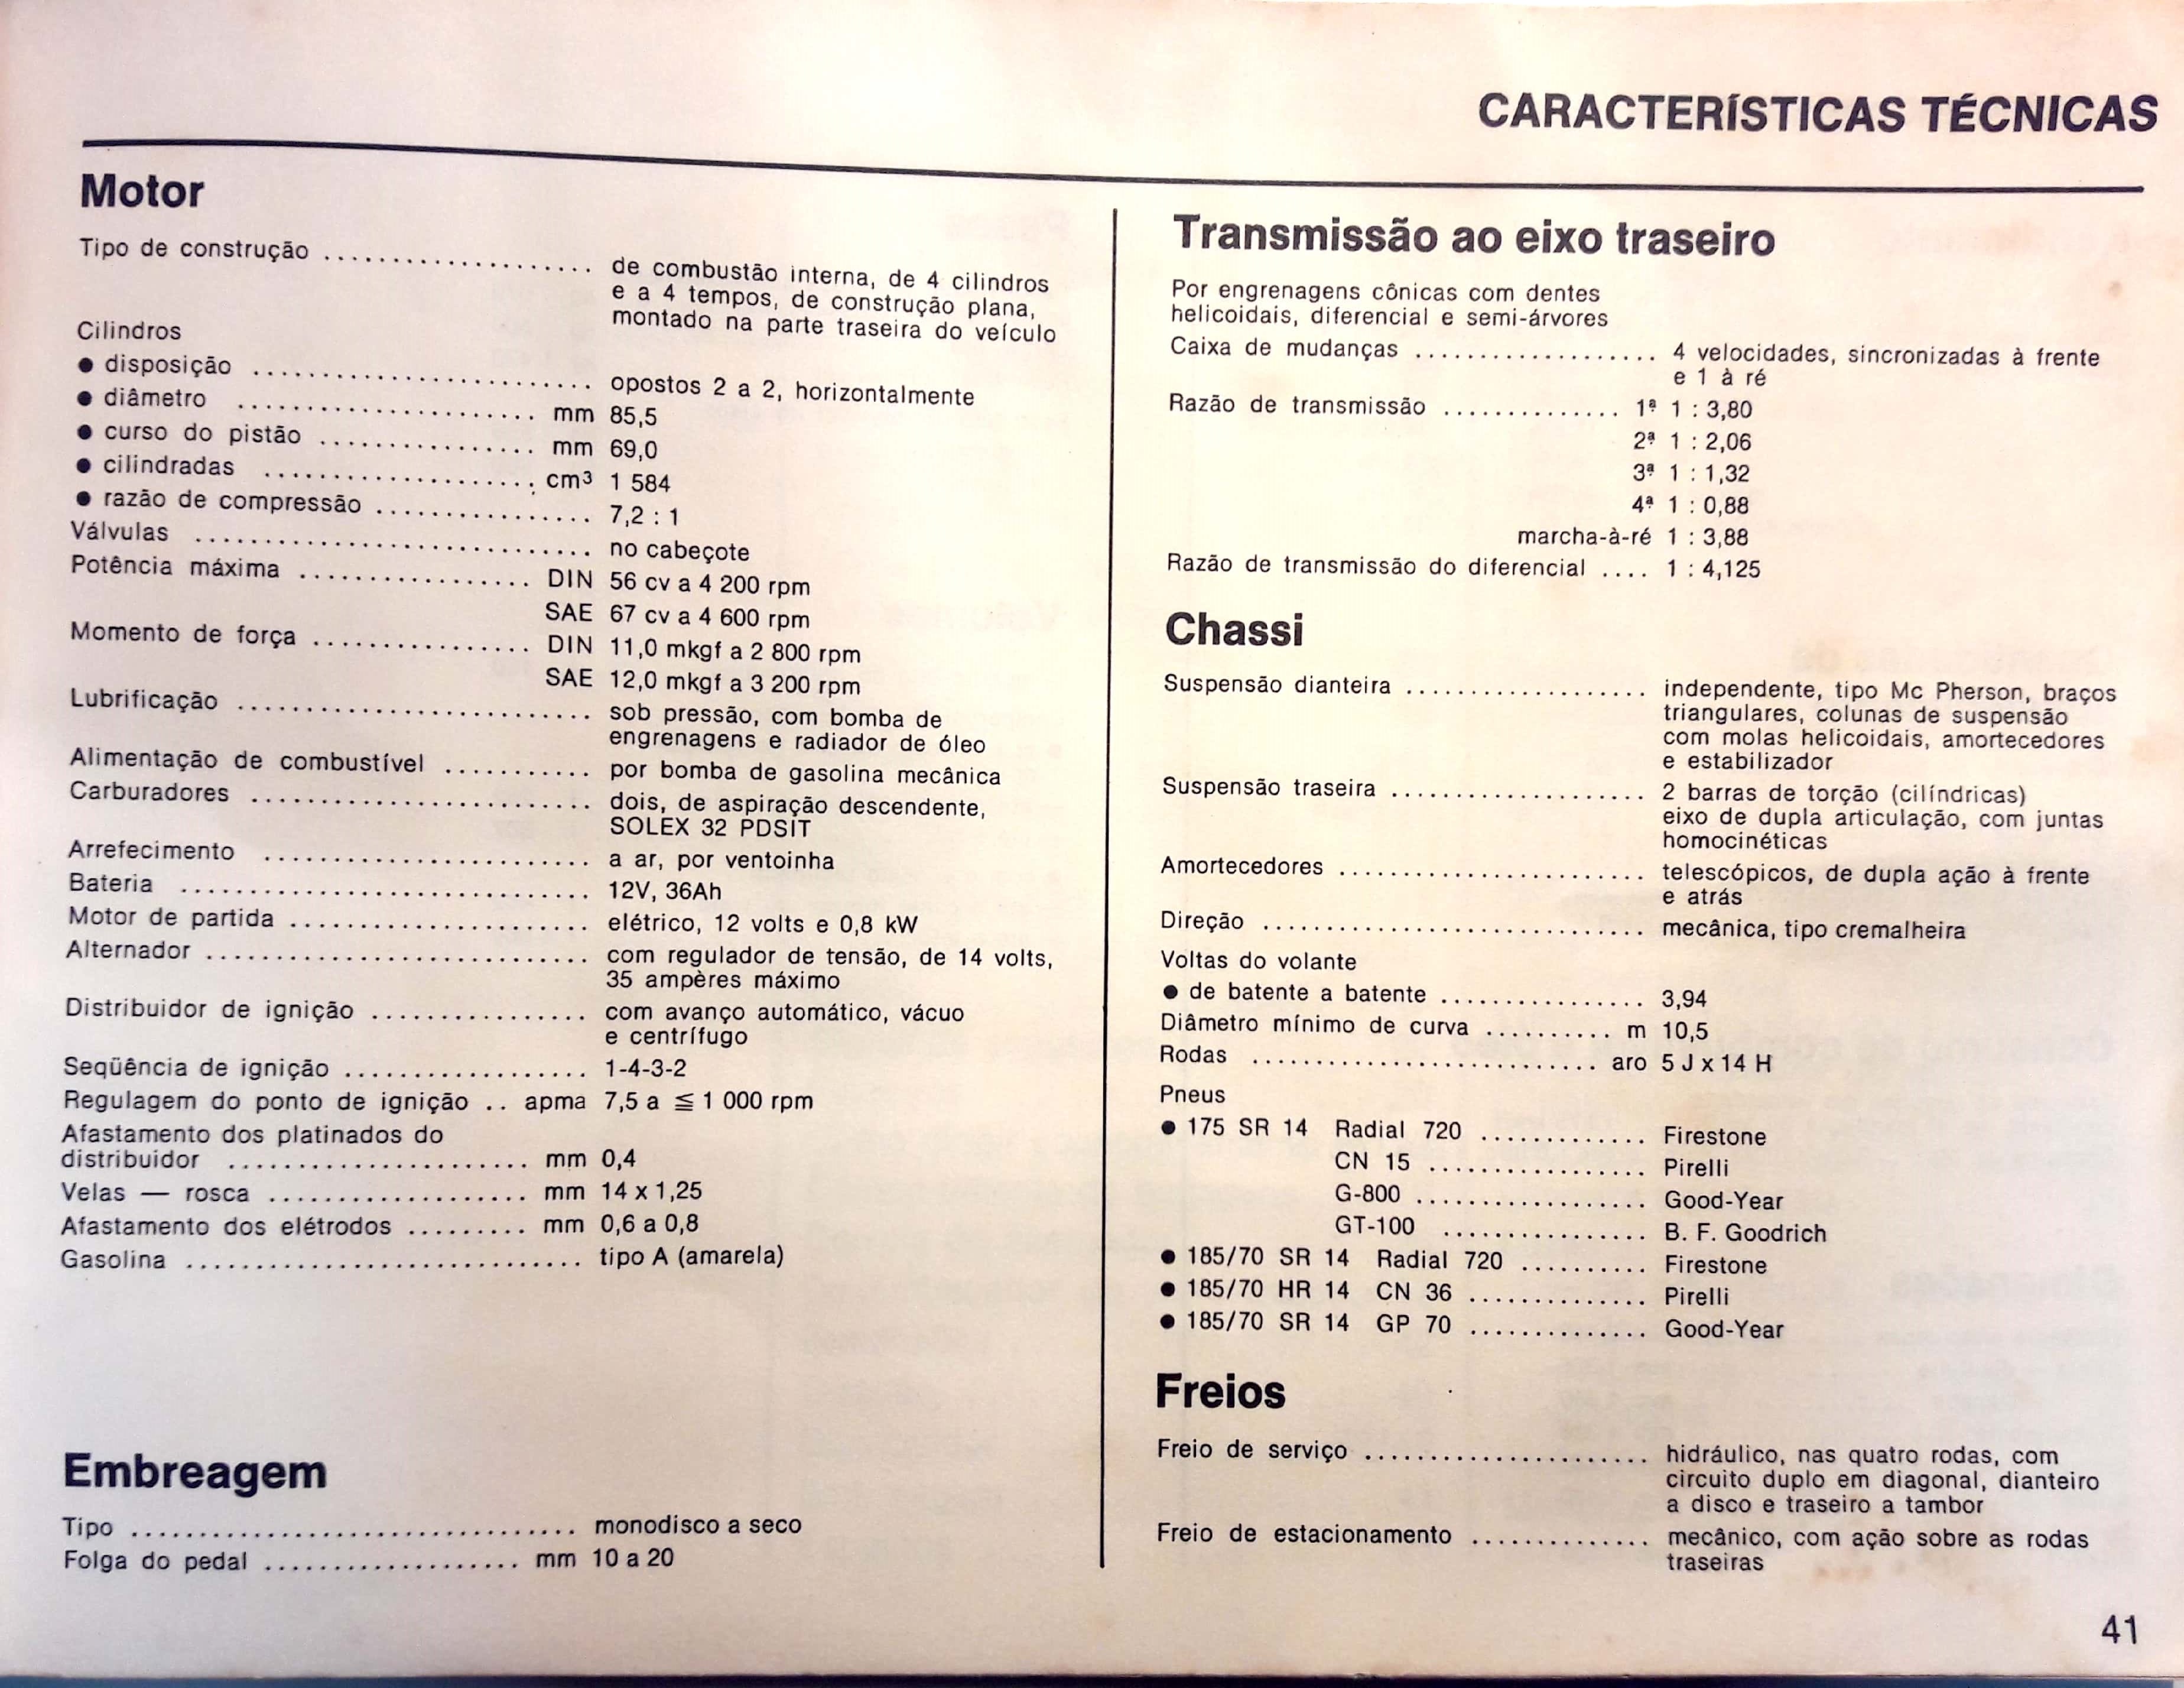 CARACTERÍSTICAS TÉCNICAS
Motor
Tipo de construção .................... de combustão interna, de 4 cilindros
e a 4 tempos, de construção plana,
montado na parte traseira do veículo
Cilindros
● disposição ......................... opostos 2 a 2, horizontalmente
● diâmetro ...................... mm 85,5
● curso do pistão ................ mm 69,0
● cilindradas .................... cm³ 1 584
● razão de compressão ................ 7,2 : 1
Válvulas ............................. no cabeçote
Potência máxima ................. DIN 56 cv a 4 200 rpm
SAE 67 cv a 4 600 rpm
Momento de força ................ DIN 11,0 mkgf a 2 800 rpm
SAE 12,0 mkgf a 3 200 rpm
Lubrificação .......................... sob pressão, com bomba de
engrenagens e radiador de óleo
Alimentação de combustível ........... por bomba de gasolina mecânica
Carburadores ......................... dois, de aspiração descendente,
SOLEX 32 PDSIT
Arrefecimento ........................ a ar, por ventoinha
Bateria .............................. 12V, 36Ah
Motor de partida ...................... elétrico, 12 volts e 0,8 kW
Alternador ............................ com regulador de tensão, de 14 volts,
35 ampères máximo
Distribuidor de ignição ................ com avanço automático, vácuo
e centrífugo
Seqüência de ignição .................. 1-4-3-2
Regulagem do ponto de ignição .. apma 7,5 a ≦ 1 000 rpm
Afastamento dos platinados do
distribuidor ...................... mm 0,4
Velas — rosca ................... mm 14 x 1,25
Afastamento dos elétrodos ......... mm 0,6 a 0,8
Gasolina ............................. tipo A (amarela)
Embreagem
Tipo ................................. monodisco a seco
Folga do pedal ................... mm 10 a 20
Transmissão ao eixo traseiro
Por engrenagens cônicas com dentes
helicoidais, diferencial e semi-árvores
Caixa de mudanças ................... 4 velocidades, sincronizadas à frente
e 1 à ré
Razão de transmissão .............. 1ª 1 : 3,80
2ª 1 : 2,06
3ª 1 : 1,32
4ª 1 : 0,88
marcha-à-ré 1 : 3,88
Razão de transmissão do diferencial .... 1 : 4,125
Chassi
Suspensão dianteira ................... independente, tipo Mc Pherson, braços
triangulares, colunas de suspensão
com molas helicoidais, amortecedores
e estabilizador
Suspensão traseira .................... 2 barras de torção (cilíndricas)
eixo de dupla articulação, com juntas
homocinéticas
Amortecedores ........................ telescópicos, de dupla ação à frente
e atrás
Direção .............................. mecânica, tipo cremalheira
Voltas do volante
● de batente a batente ................ 3,94
Diâmetro mínimo de curva .......... m 10,5
Rodas ........................... aro 5 J x 14 H
Pneus
● 175 SR 14 Radial 720 ............. Firestone
CN 15 ................. Pirelli
G-800 .................. Good-Year
GT-100 ................ B. F. Goodrich
● 185/70 SR 14 Radial 720 .......... Firestone
● 185/70 HR 14 CN 36 .............. Pirelli
● 185/70 SR 14 GP 70 .............. Good-Year
Freios
Freio de serviço ...................... hidráulico, nas quatro rodas, com
circuito duplo em diagonal, dianteiro
a disco e traseiro a tambor
Freio de estacionamento .............. mecânico, com ação sobre as rodas
traseiras
41